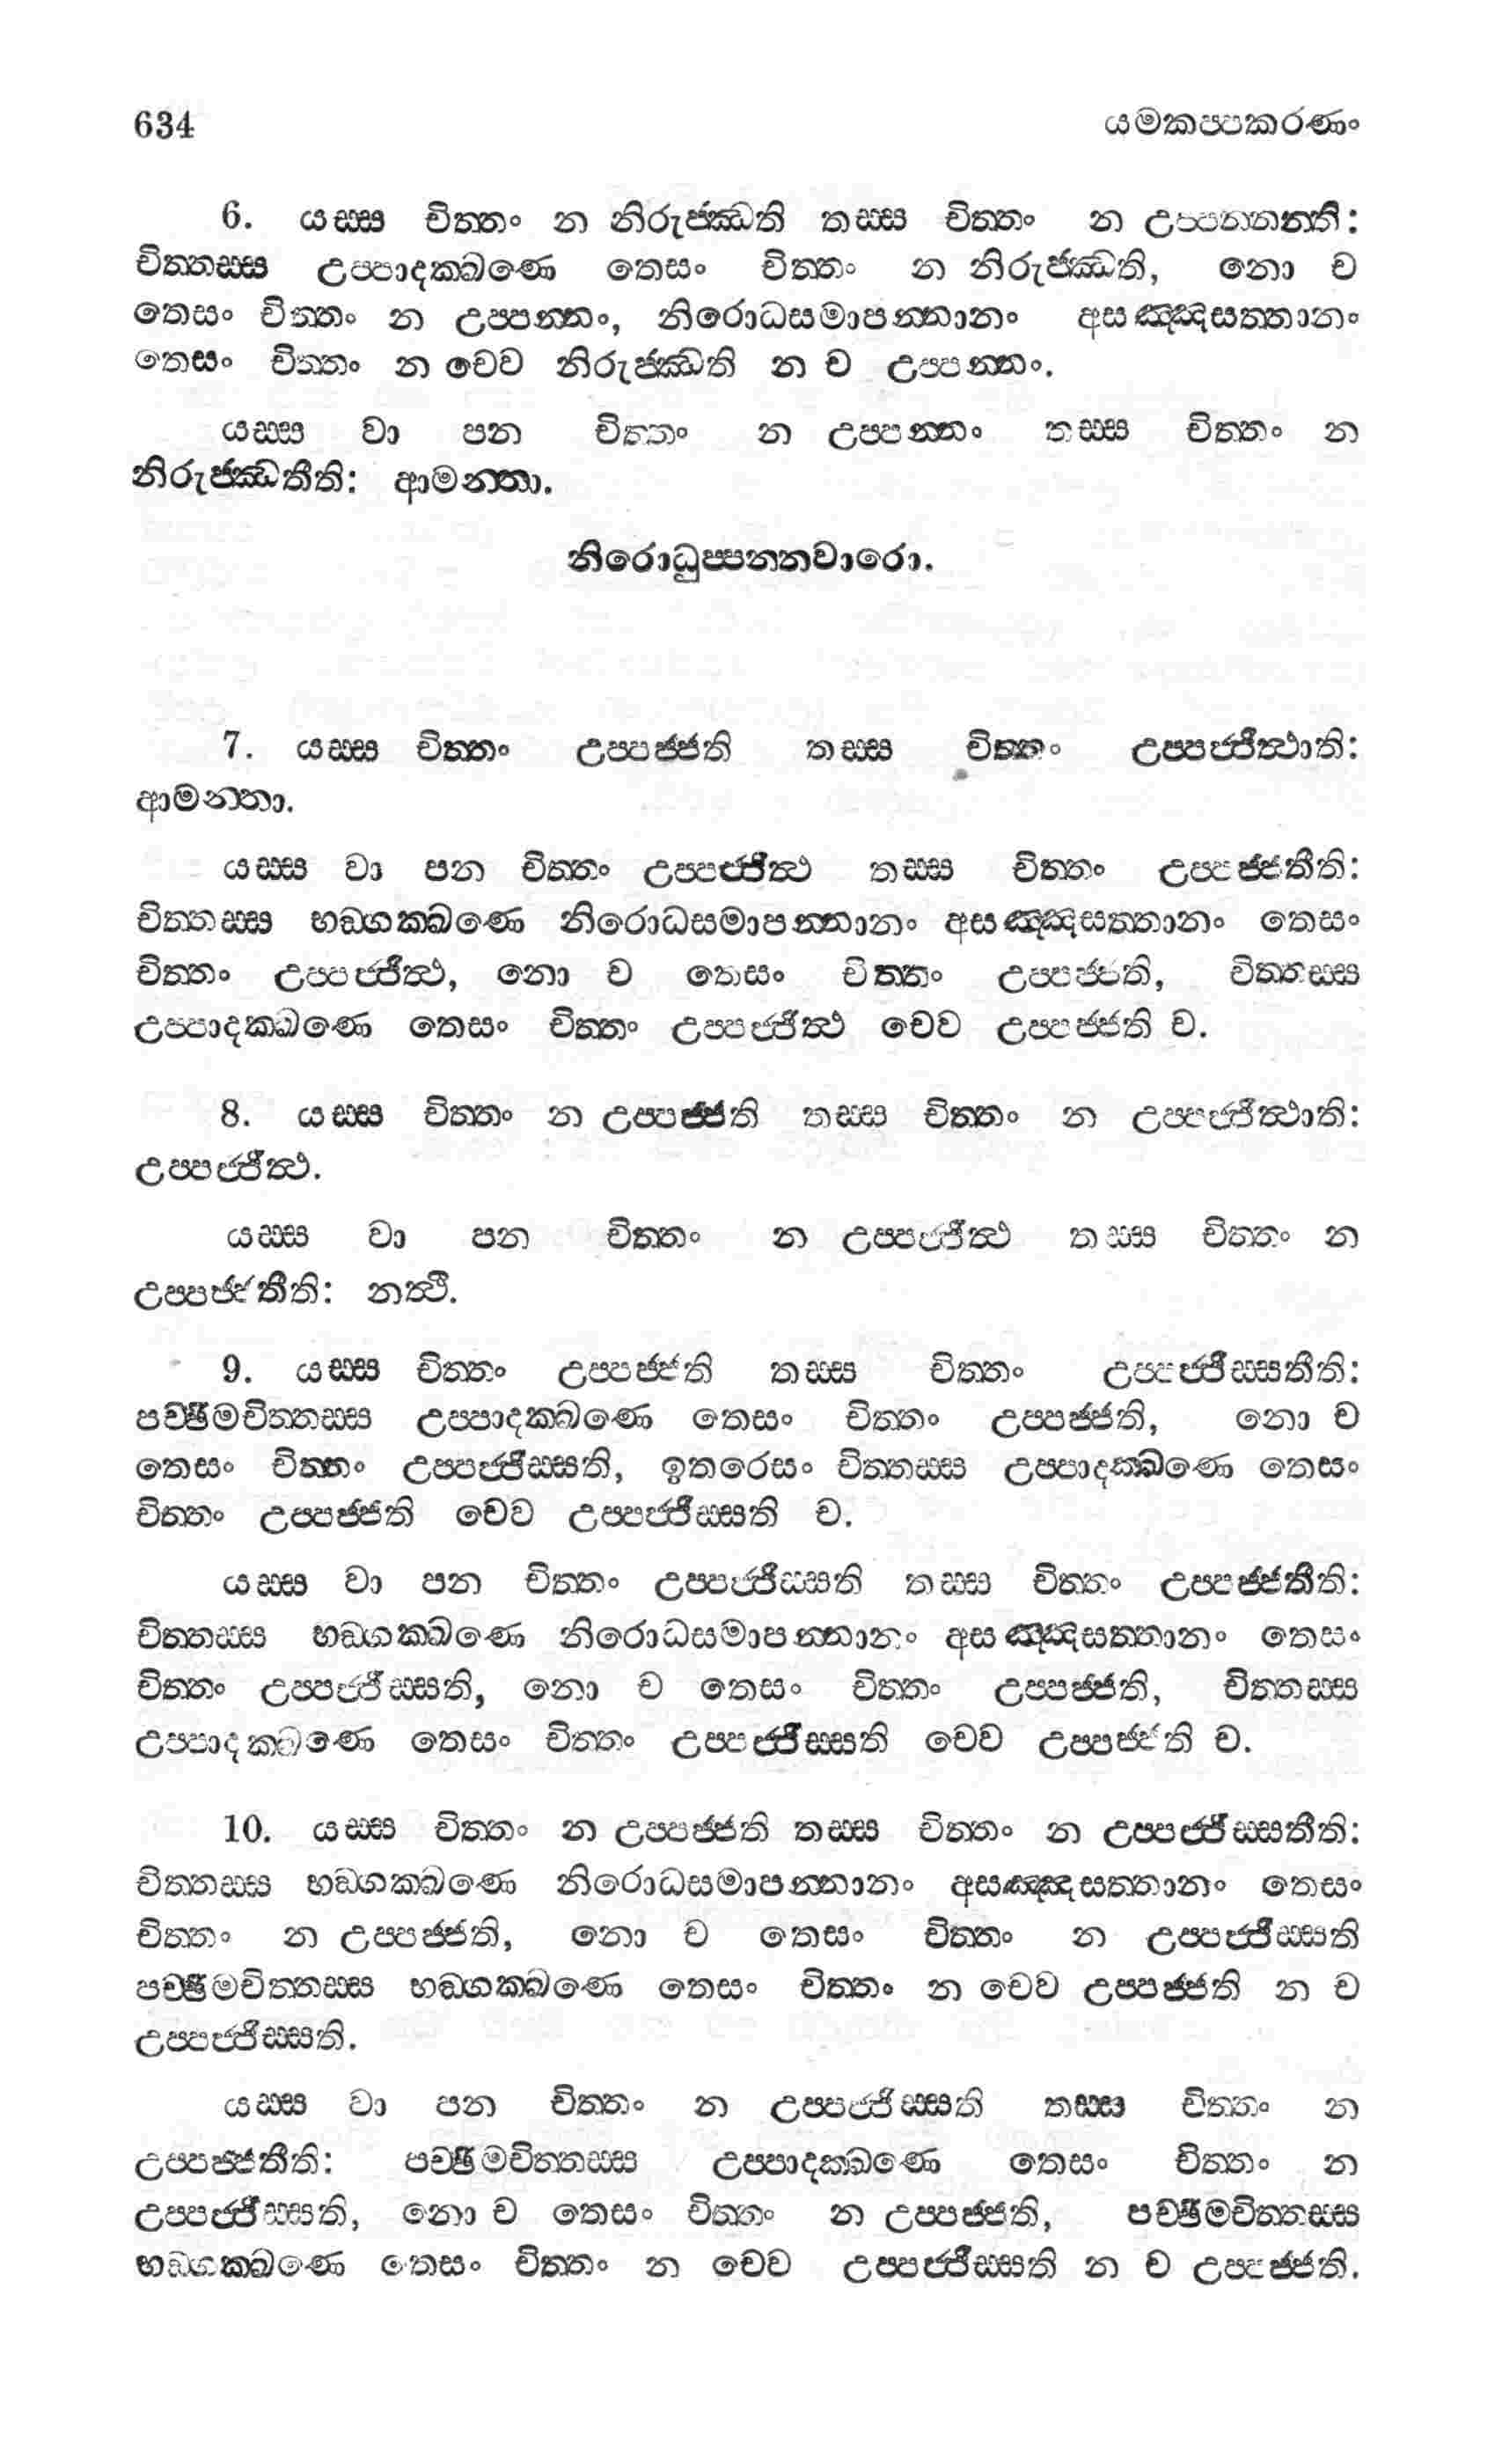 634 යමකප්පකරණං
6. යස්ස චිත්තං න නිරුජ්ඣති තස්ස චිත්තං න උප්පන්නන්ති:
චිත්තස්ස උප්පාදක්ඛණෙ තෙසං චිත්තං න නිරුජ්ඣති, නො ච
තෙසං චිත්තං න උප්පන්නං, නිරොධසමාපන්නානං අසඤ්ඤසත්තානං
තෙසං චිත්තං න චෙව නිරුජ්ඣති න ච උප්පන්නං.
යස්ස වා පන චිත්තං න උප්පන්නං තස්ස චිත්තං න
නිරුජ්ඣතීති: ආමන්තා.
නිරොධුප්පන්නවාරො.
7. යස්ස චිත්තං උප්පජ්ජති තස්ස චිත්තං උප්පජ්ජිත්ථාති:
ආමන්තා.
යස්ස වා පන චිත්තං උප්පජ්ජිත්ථ තස්ස චිත්තං උප්පජ්ජතීති:
චිත්තස්ස භඞ්ගක්ඛණෙ නිරොධසමාපන්නානං අසඤ්ඤසත්තානං තෙසං
චිත්තං උප්පජ්ජිත්ථ, නො ච තෙසං චිත්තං උප්පජ්ජති, චිත්තස්ස
උප්පාදක්ඛණෙ තෙසං චිත්තං උප්පජ්ජිත්ථ චෙව උප්පජ්ජති ච.
8. යස්ස චිත්තං න උප්පජ්ජති තස්ස චිත්තං න උප්පජ්ජිත්ථාති:
උප්පජ්ජිත්ථ.
යස්ස වා පන චිත්තං න උප්පජ්ජිත්ථ තස්ස චිත්තං න
උප්පජ්ජතීති: නත්ථි.
9. යස්ස චිත්තං උප්පජ්ජති තස්ස චිත්තං උප්පජ්ජිස්සතීති:
පච්ඡිමචිත්තස්ස උප්පාදක්ඛණෙ තෙසං චිත්තං උප්පජ්ජති, නො ච
තෙසං චිත්තං උප්පජ්ජිස්සති, ඉතරෙසං චිත්තස්ස උප්පාදක්ඛණෙ තෙසං
චිත්තං උප්පජ්ජති චෙව උප්පජ්ජිස්සති ච.
යස්ස වා පන චිත්තං උප්පජ්ජිස්සති තස්ස චිත්තං උප්පජ්ජතීති:
චිත්තස්ස භඞ්ගක්ඛණෙ නිරොධසමාපන්නානං අසඤ්ඤසත්තානං තෙසං
චිත්තං උප්පජ්ජිස්සති, නො ච තෙසං චිත්තං උප්පජ්ජති, චිත්තස්ස
උප්පාදක්ඛණෙ තෙසං චිත්තං උප්පජ්ජිස්සති චෙව උප්පජ්ජති ච.
10. යස්ස චිත්තං න උප්පජ්ජති තස්ස චිත්තං න උප්පජ්ජිස්සතීති:
චිත්තස්ස භඞ්ගක්ඛණෙ නිරොධසමාපන්නානං අසඤ්ඤසත්තානං තෙසං
චිත්තං න උප්පජ්ජති, නො ච තෙසං චිත්තං න උප්පජ්ජිස්සති
පච්ඡිමචිත්තස්ස භඞ්ගක්ඛණෙ තෙසං චිත්තං න චෙව උප්පජ්ජති න ච
උප්පජ්ජිස්සති.
යස්ස වා පන චිත්තං න උප්පජ්ජිස්සති තස්ස චිත්තං න
උප්පජ්ජතීති: පච්ඡිමචිත්තස්ස උප්පාදක්ඛණෙ තෙසං චිත්තං න
උප්පජ්ජිස්සති, නො ච තෙසං චිත්තං න උප්පජ්ජති, පච්ඡිමචිත්තස්ස
භඞ්ගක්ඛණෙ තෙසං චිත්තං න චෙව උප්පජ්ජිස්සති න ච උප්පජ්ජති.